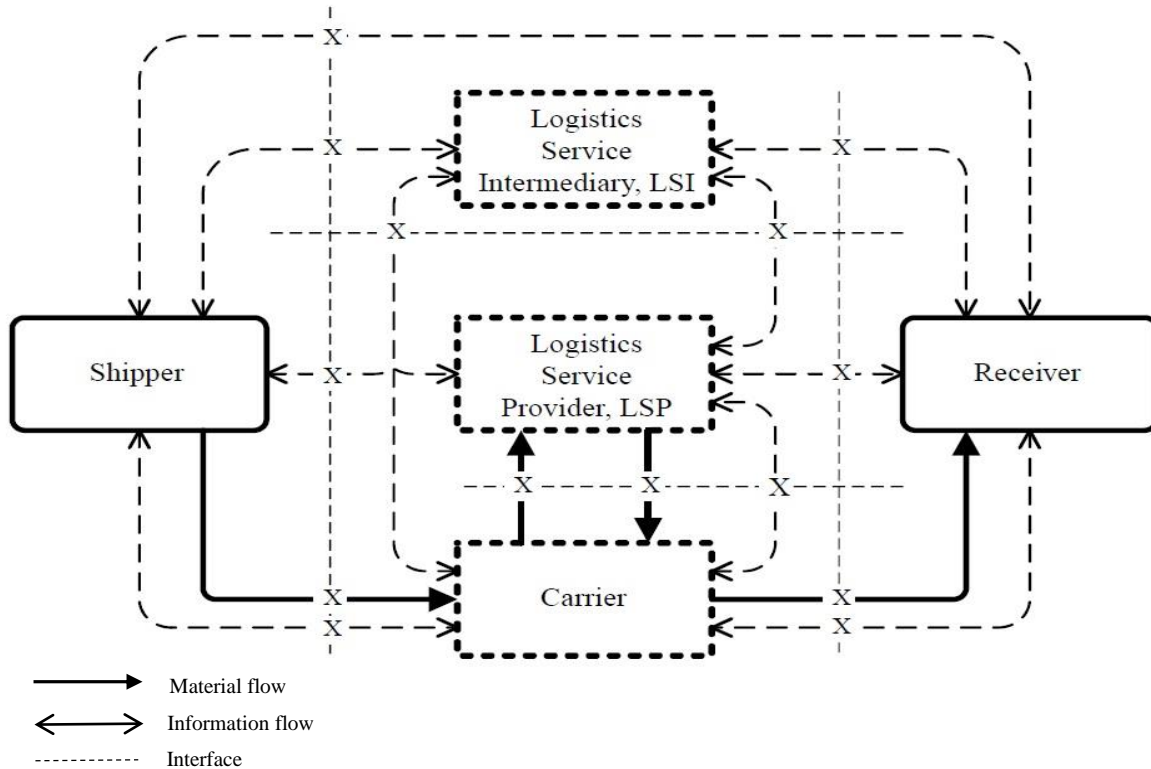 X
Logistics
Service
Intermediary, LSI
X
X
X
X
Shipper
X
Logistics
Service
Provider, LSP
X
Receiver
X
X
X
Carrier
X
X
X
X
Material flow
Information flow
Interface